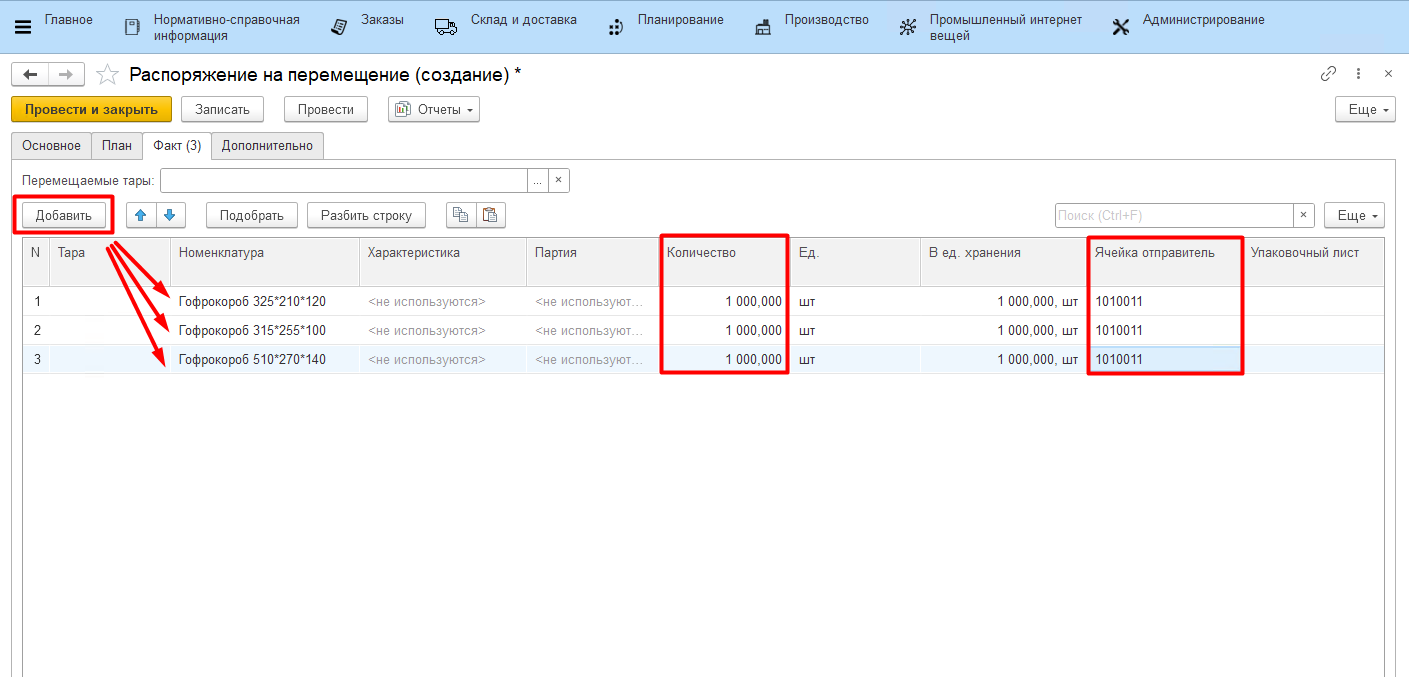 Главное
Нормативно-справочная
информация
Заказы
Склад и доставка
Планирование
Производство
Промышленный интернет
вещей
Администрирование
Распоряжение на перемещение (создание) *
Провести и закрыть
Записать
Провести
Отчеты
Еще
Основное
План
Факт (3)
Дополнительно
Перемещаемые тары:
...
×
Добавить
Подобрать
Разбить строку
Поиск (Ctrl+F)
×
Еще
N Тара Номенклатура Характеристика Партия Количество Ед. В ед. хранения Ячейка отправитель Упаковочный лист
1 Гофрокороб 325*210*120 <не используются> <не используют... 1 000,000 шт 1 000,000, шт 1010011
2 Гофрокороб 315*255*100 <не используются> <не используют... 1 000,000 шт 1 000,000, шт 1010011
3 Гофрокороб 510*270*140 <не используются> <не используют... 1 000,000 шт 1 000,000, шт 1010011